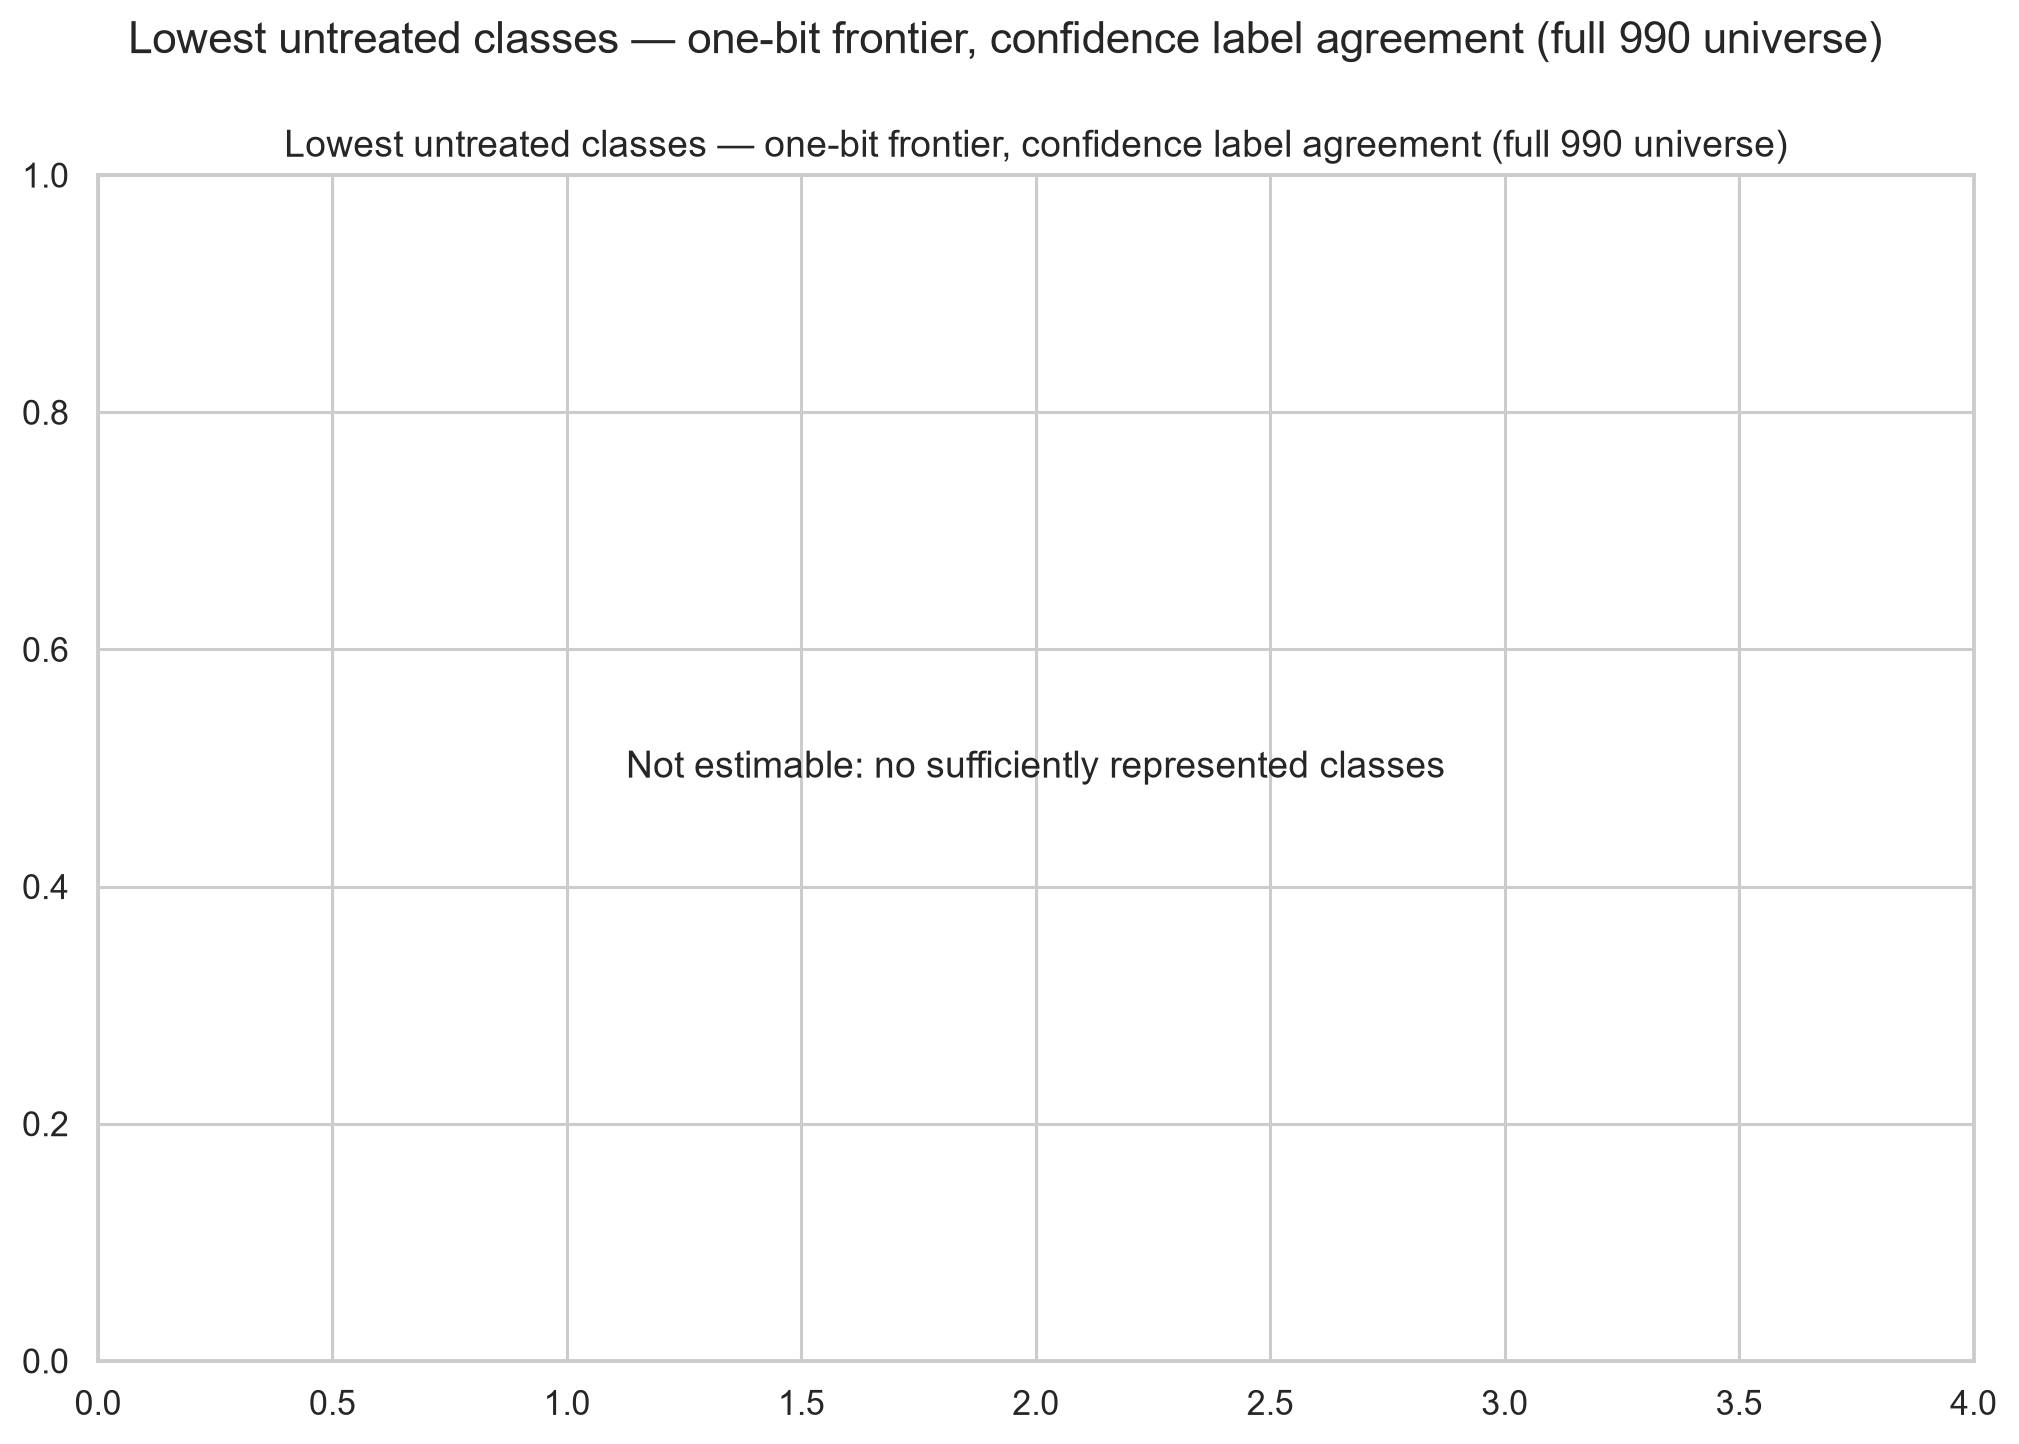 Lowest untreated classes — one-bit frontier, confidence label agreement (full 990 universe)
Lowest untreated classes — one-bit frontier, confidence label agreement (full 990 universe)
1.0
0.8
0.6
Not estimable: no sufficiently represented classes
0.4
0.2
0.0
0.0 0.5 1.0 1.5 2.0 2.5 3.0 3.5 4.0